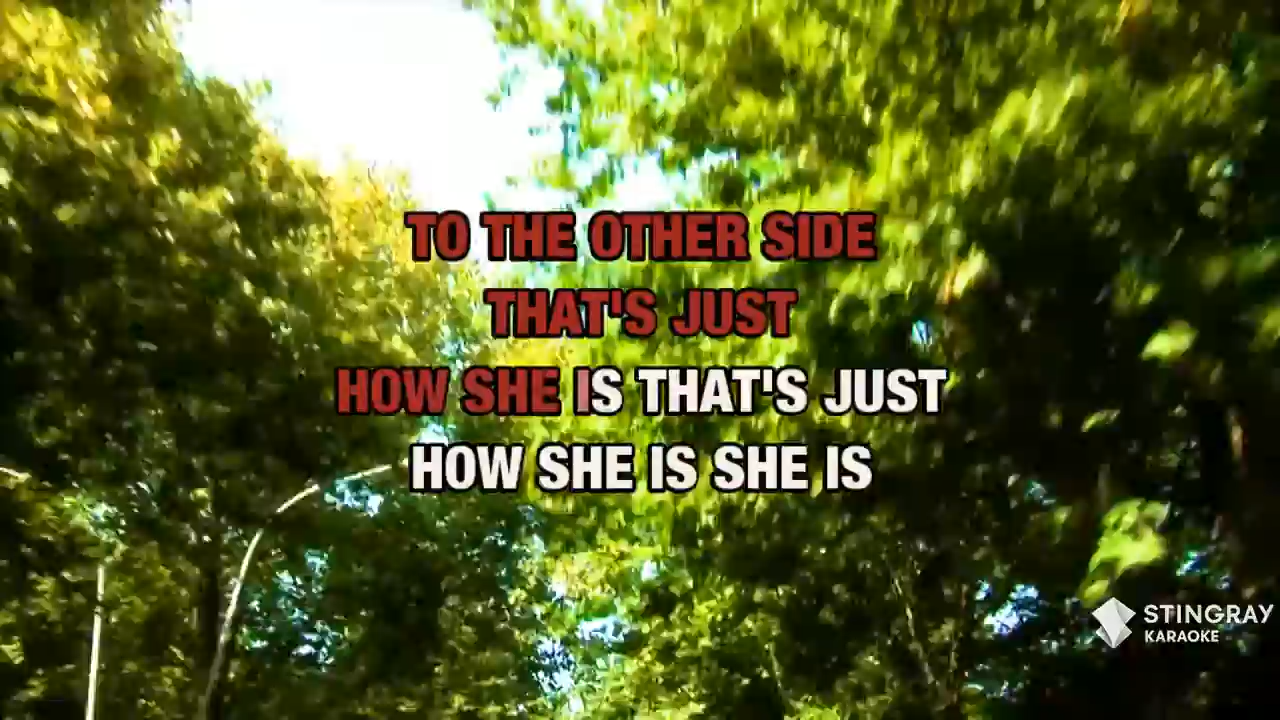 TO THE OTHER SIDE
THAT'S JUST
HOW SHE IS THAT'S JUST
HOW SHE IS SHE IS
STINGRAY
KARAOKE